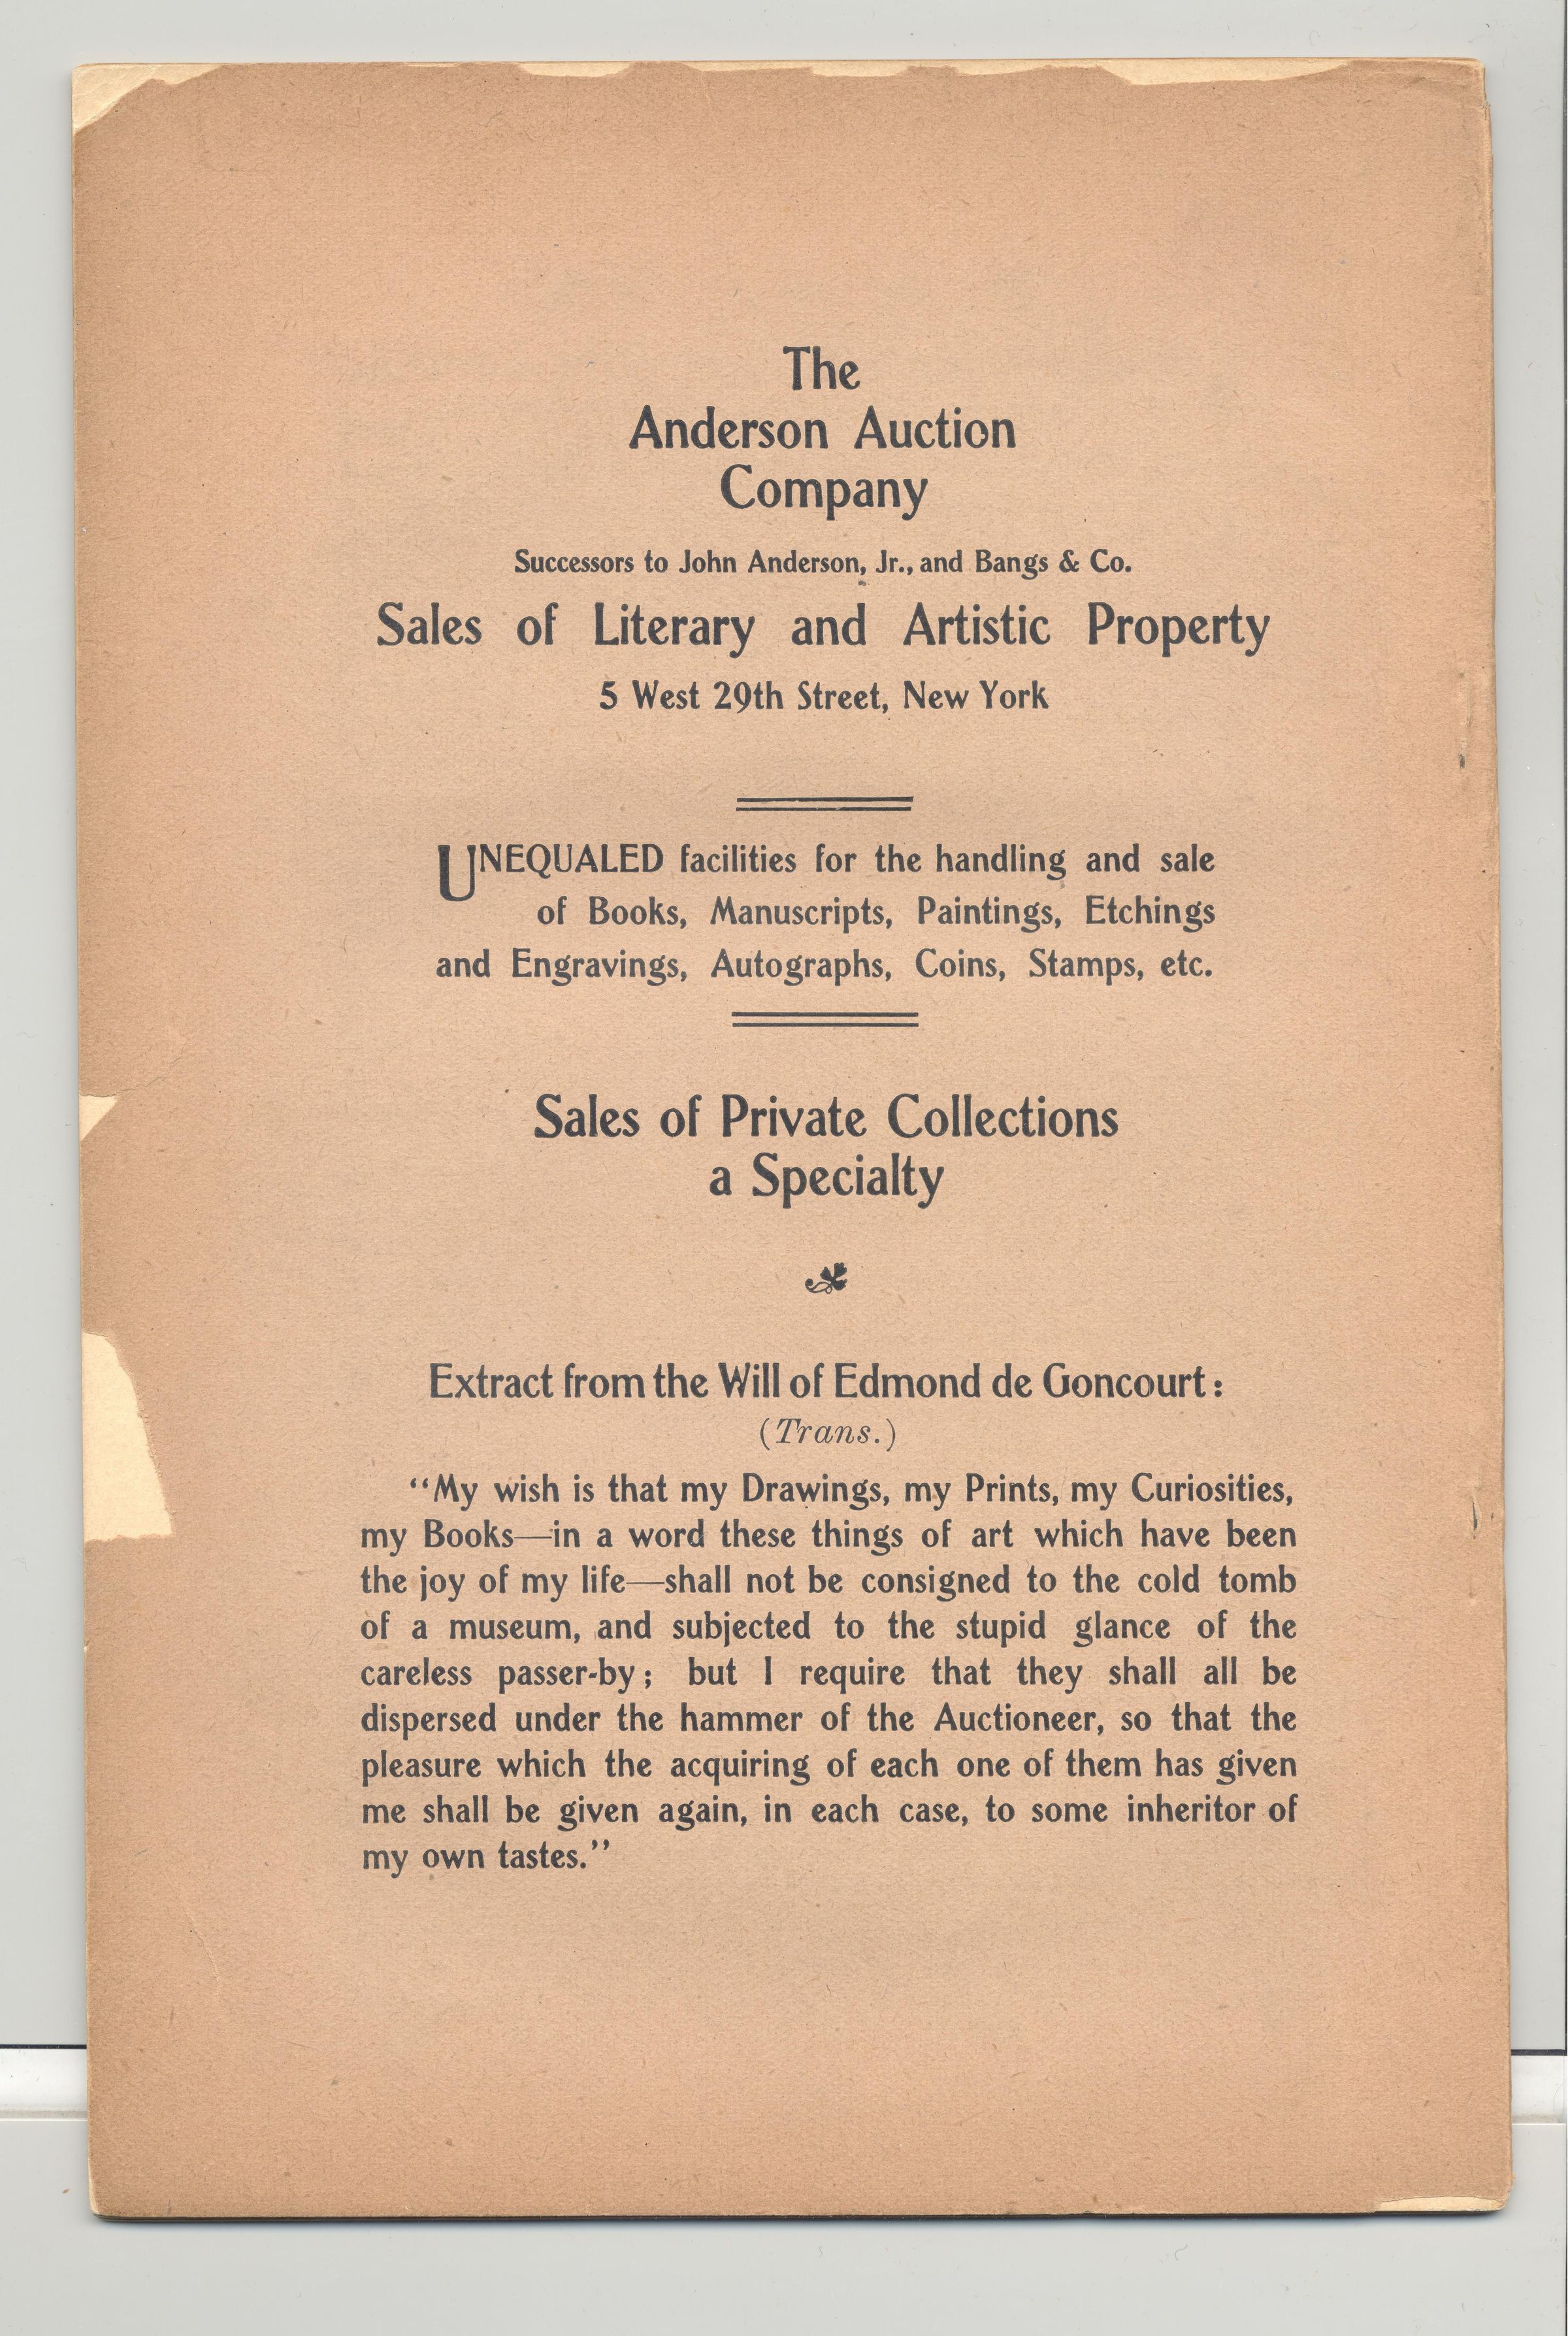 The
Anderson Auction
Company
Successors to John Anderson, Jr., and Bangs & Co.
Sales of Literary and Artistic Property
5 West 29th Street, New York
UNEQUALED facilities for the handling and sale
of Books, Manuscripts, Paintings, Etchings
and Engravings, Autographs, Coins, Stamps, etc.
Sales of Private Collections
a Specialty
Extract from the Will of Edmond de Goncourt:
(Trans.)
“My wish is that my Drawings, my Prints, my Curiosities,
my Books—in a word these things of art which have been
the joy of my life—shall not be consigned to the cold tomb
of a museum, and subjected to the stupid glance of the
careless passer-by; but I require that they shall all be
dispersed under the hammer of the Auctioneer, so that the
pleasure which the acquiring of each one of them has given
me shall be given again, in each case, to some inheritor of
my own tastes.”